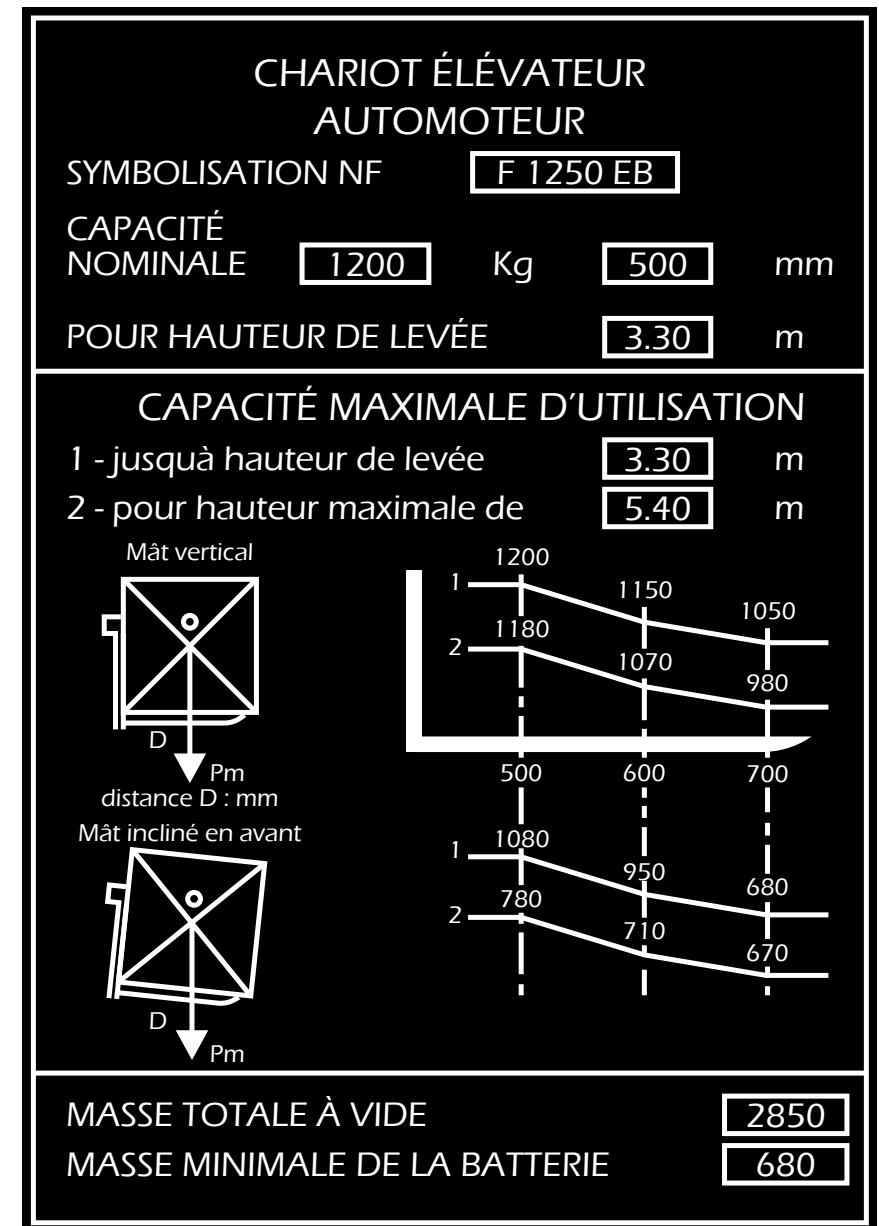 CHARIOT ÉLÉVATEUR
AUTOMOTEUR
SYMBOLISATION NF F 1250 EB
CAPACITÉ
NOMINALE 1200 Kg 500 mm
POUR HAUTEUR DE LEVÉE 3.30 m
CAPACITÉ MAXIMALE D'UTILISATION
1 - jusquà hauteur de levée 3.30 m
2 - pour hauteur maximale de 5.40 m
Mât vertical
D
Pm
distance D : mm
1200
1 1150
1050
1180
2 1070
980
500 600 700
Mât incliné en avant
D
Pm
1080
1 950
680
780
2 710
670
MASSE TOTALE À VIDE 2850
MASSE MINIMALE DE LA BATTERIE 680